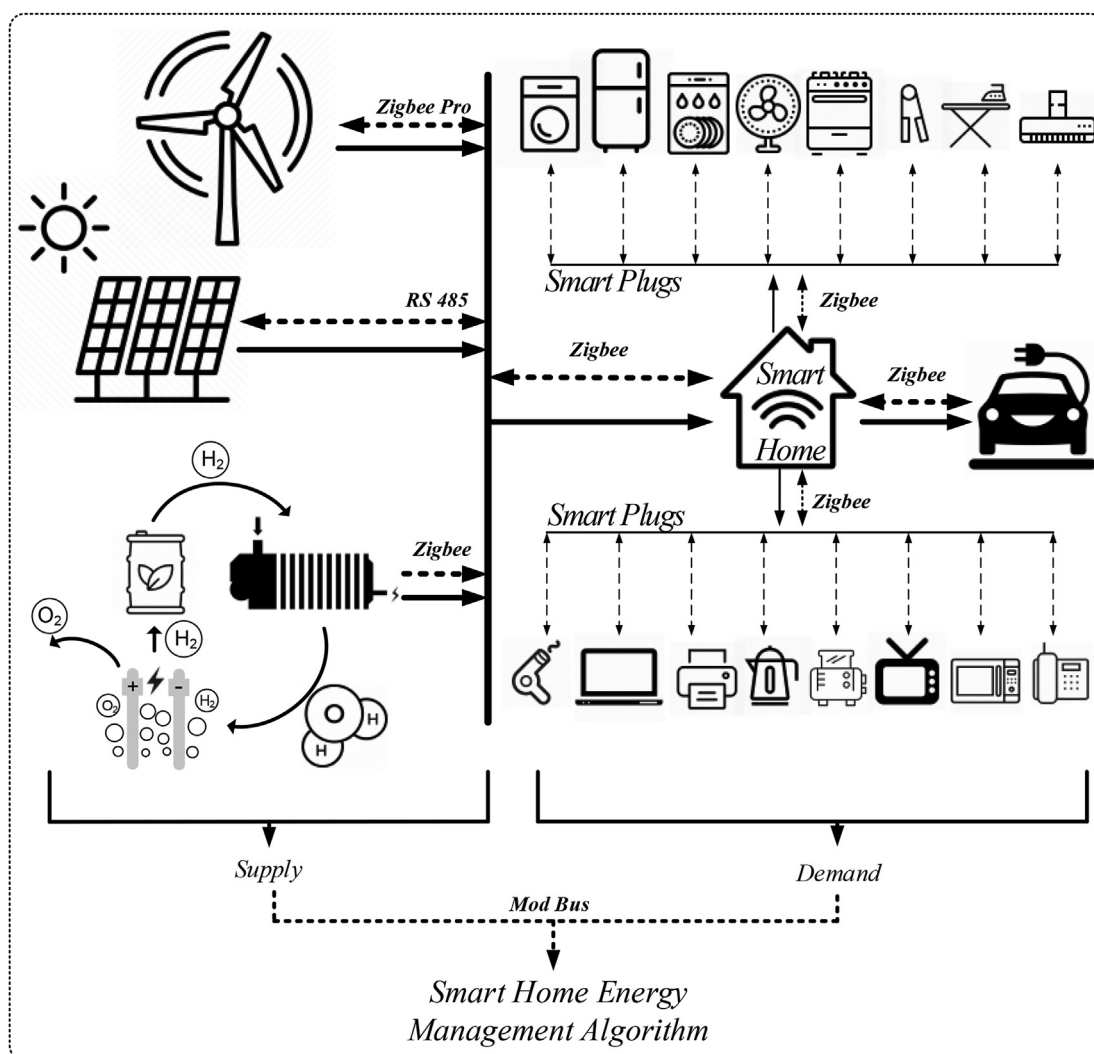 Zigbee Pro
RS 485
Smart Plugs
Zigbee
Zigbee
Smart
Home
Zigbee
Zigbee
Smart Plugs
H2
Zigbee
O2
H2
+
-
O2
H2
H
H
Supply
Demand
Mod Bus
Smart Home Energy
Management Algorithm